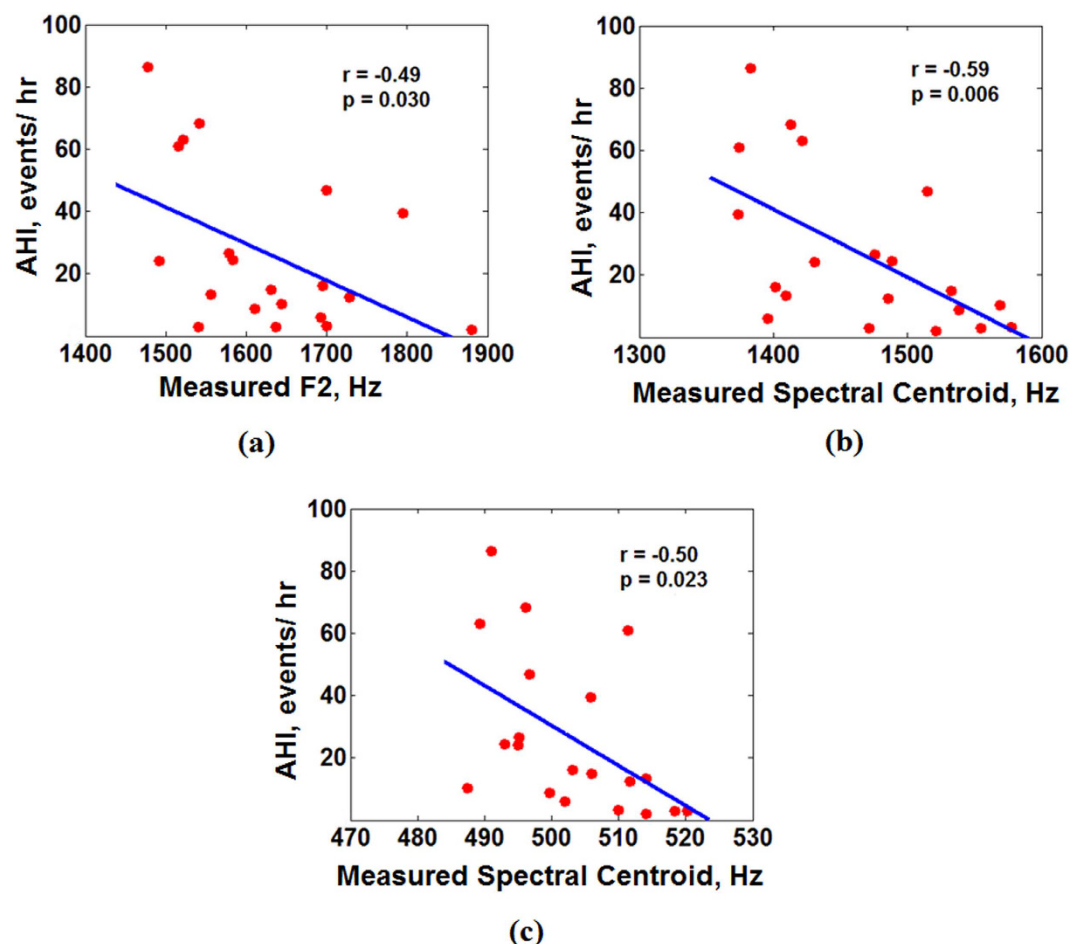 100
80
60
40
20
AHI, events/ hr
r = -0.49
p = 0.030
1400 1500 1600 1700 1800 1900
Measured F2, Hz
(a)
100
80
60
40
20
AHI, events/ hr
r = -0.59
p = 0.006
1300 1400 1500 1600
Measured Spectral Centroid, Hz
(b)
100
80
60
40
20
AHI, events/ hr
r = -0.50
p = 0.023
470 480 490 500 510 520 530
Measured Spectral Centroid, Hz
(c)